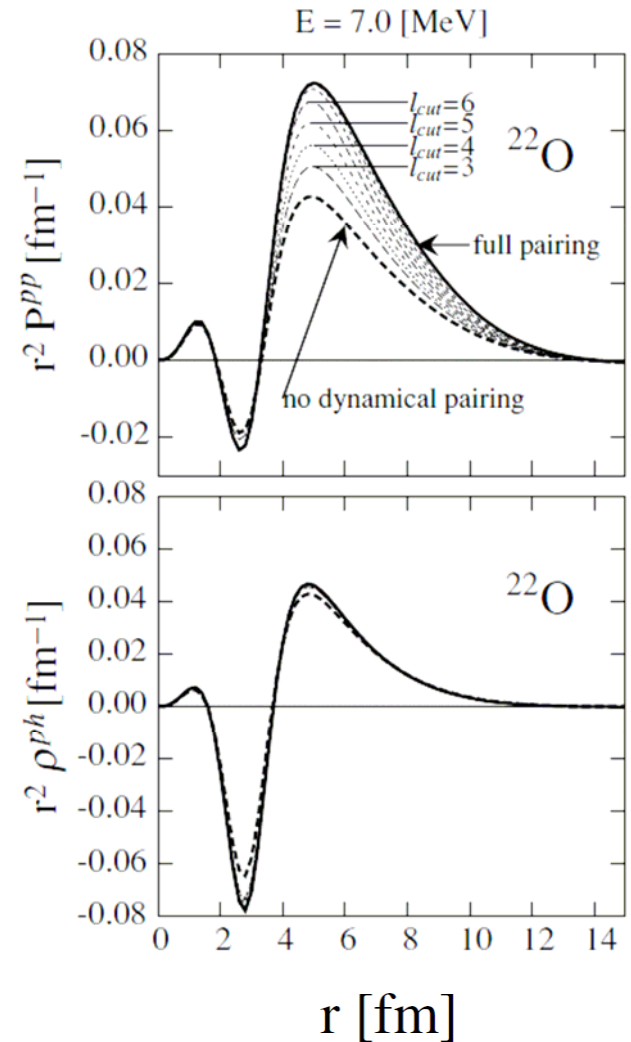 E = 7.0 [MeV]
0.08
0.06
0.04
0.02
0.00
-0.02
r² Pᵖᵖ [fm⁻¹]
l_cut=6
l_cut=5
l_cut=4
l_cut=3
²²O
full pairing
no dynamical pairing
0.08
0.06
0.04
0.02
0.00
-0.02
-0.04
-0.06
-0.08
r² ρᵖʰ [fm⁻¹]
²²O
0 2 4 6 8 10 12 14
r [fm]